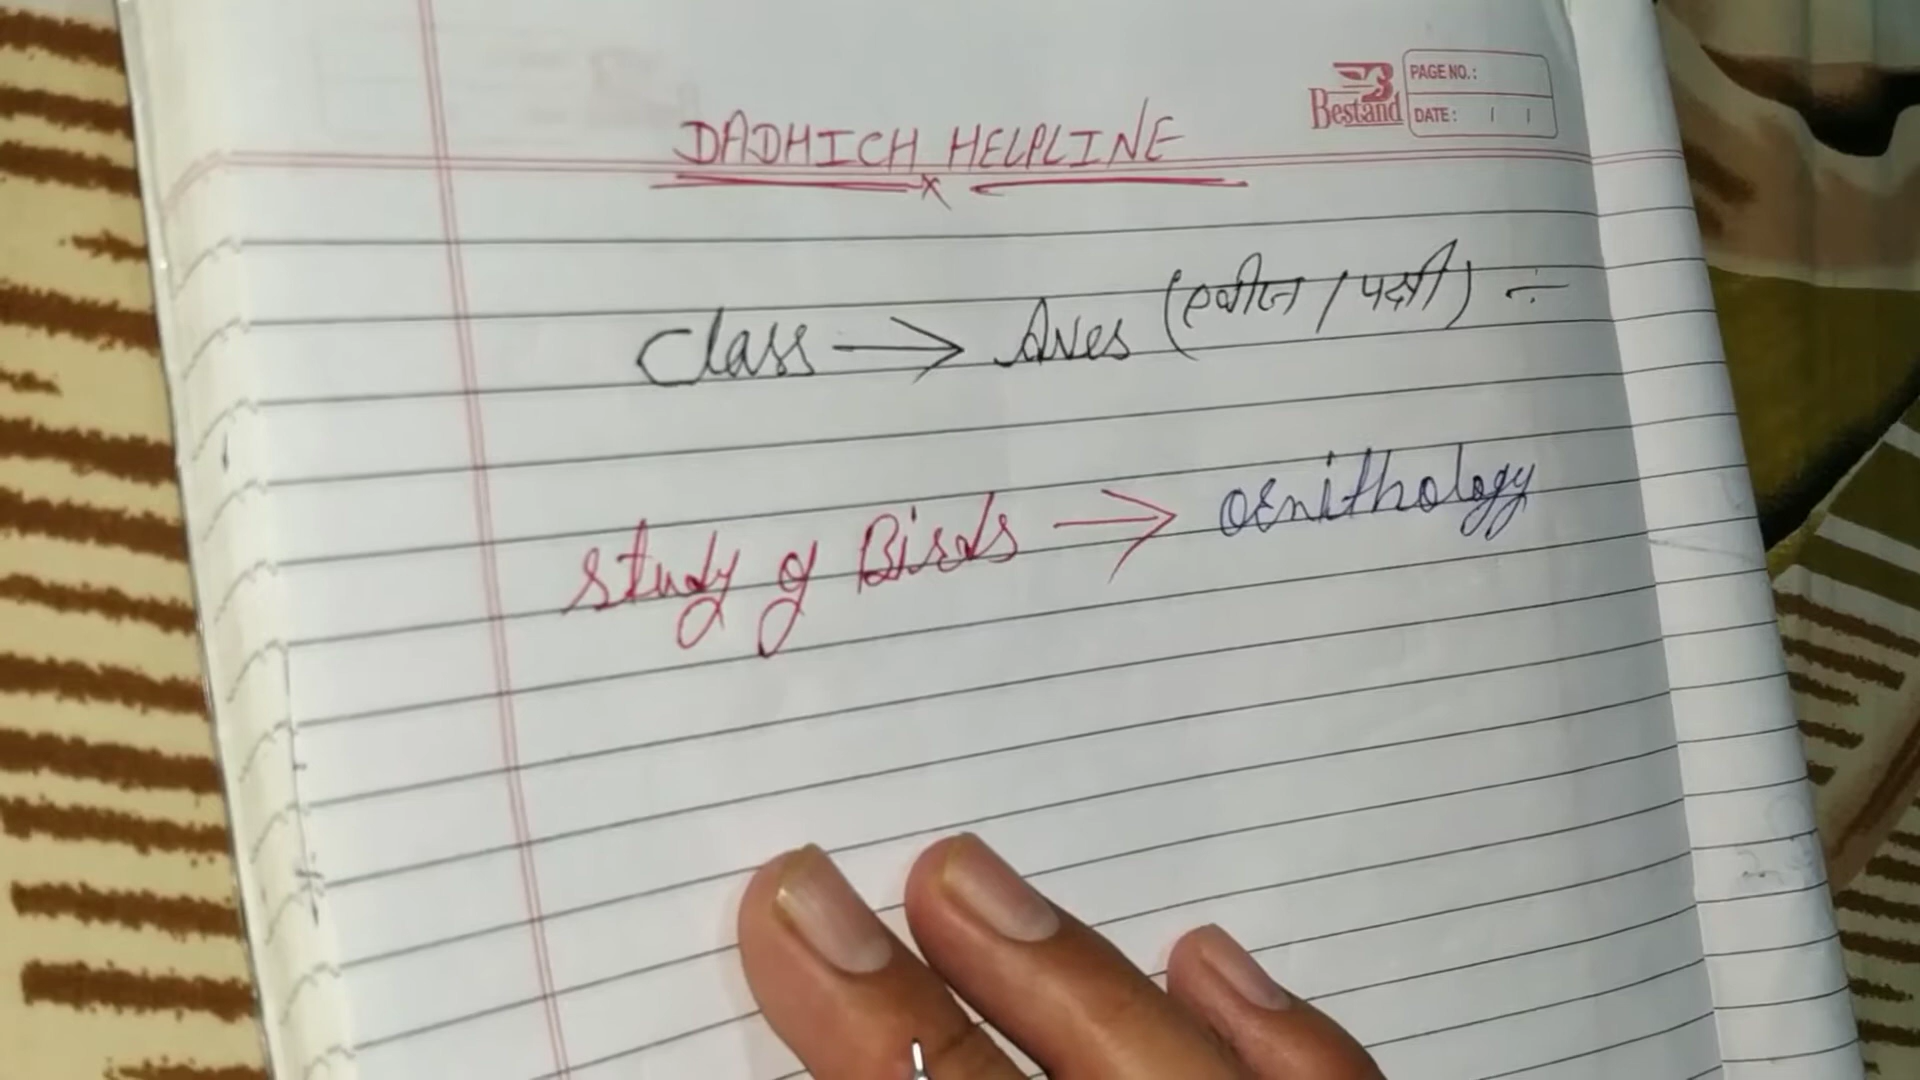 Bestand
PAGE NO.:
DATE: / /
DADHICH HELPLINE
x
Class → Aves (एवीज / पक्षी) ÷
study of Birds → ornithology